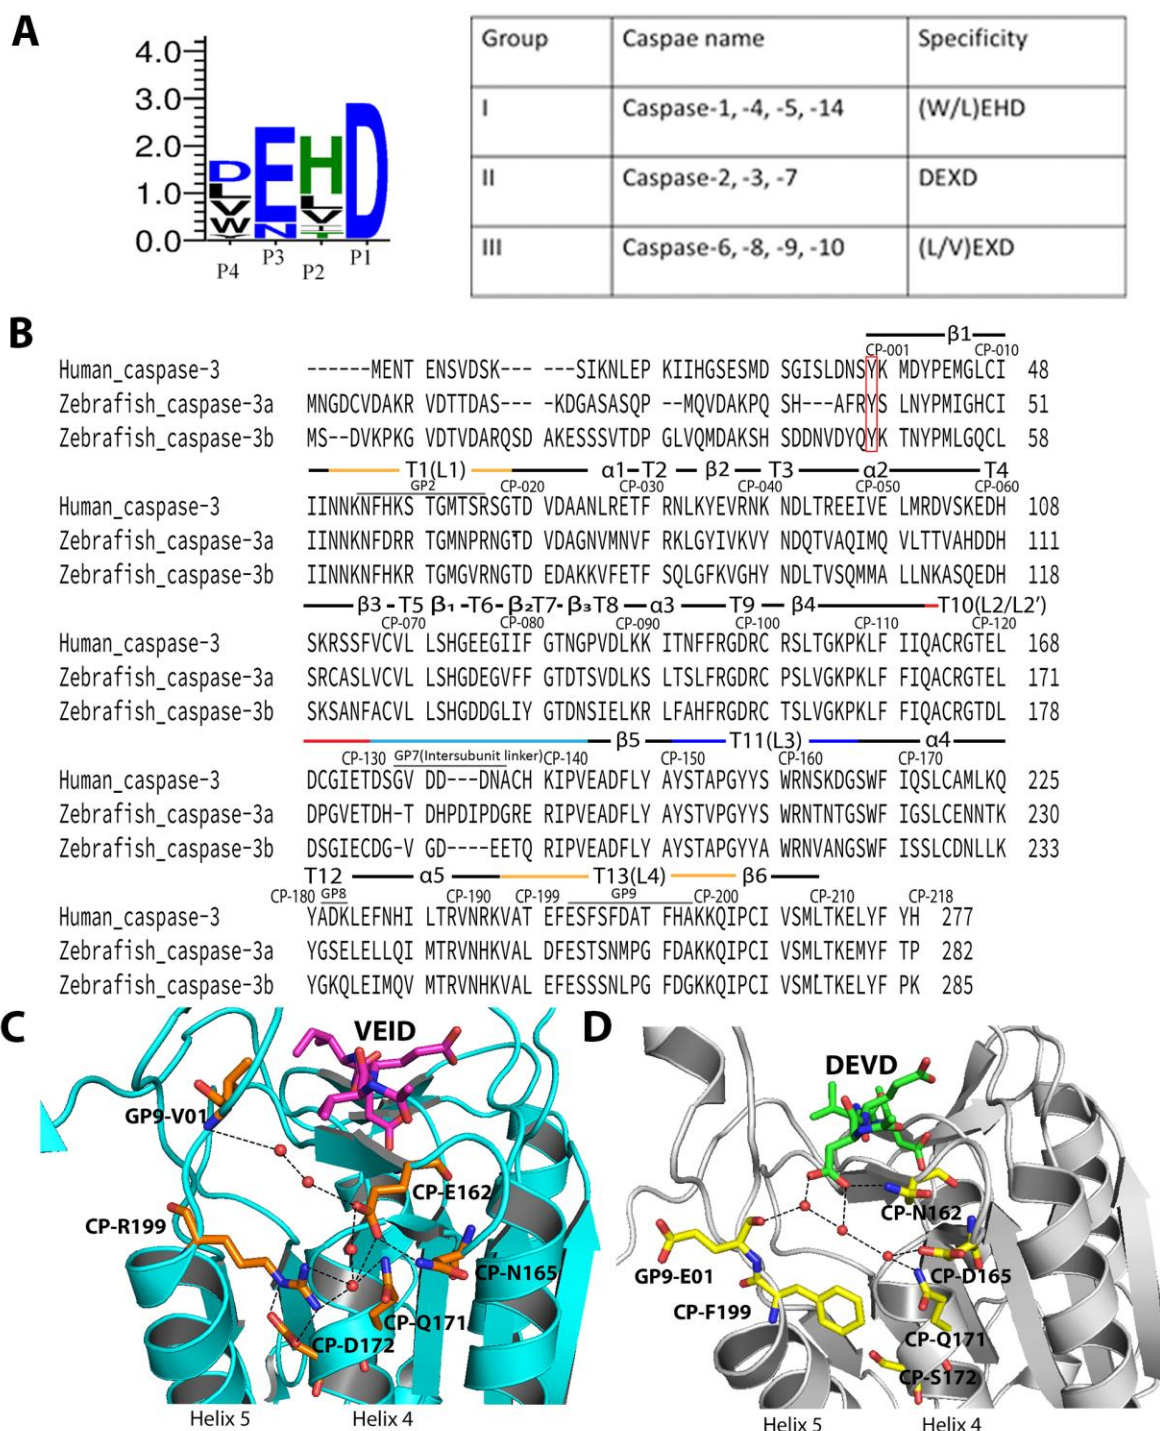 A
4.0
3.0
2.0
1.0
0.0
P4 P3 P2 P1
Group Caspae name Specificity
I Caspase-1, -4, -5, -14 (W/L)EHD
II Caspase-2, -3, -7 DEXD
III Caspase-6, -8, -9, -10 (L/V)EXD
B
β1
CP-001 CP-010
Human_caspase-3 ------MENT ENSVDSK--- ---SIKNLEP KIIHGSESMD SGISLDNSYK MDYPEMGLCI 48
Zebrafish_caspase-3a MNGDCVDAKR VDTTDAS--- -KDGASASQP --MQVDAKPQ SH---AFRYS LNYPMIGHCI 51
Zebrafish_caspase-3b MS--DVKPKG VDTVDARQSD AKESSSVTDP GLVQMDAKSH SDDNVDYQYK TNYPMLGQCL 58
T1(L1) α1 T2 β2 T3 α2 T4
GP2 CP-020 CP-030 CP-040 CP-050 CP-060
Human_caspase-3 IINNKNFHKS TGMTSRSGTD VDAANLRETF RNLKYEVRNK NDLTREEIVE LMRDVSKEDH 108
Zebrafish_caspase-3a IINNKNFDRR TGMNPRNGTD VDAGNVMNVF RKLGYIVKVY NDQTVAQIMQ VLTTVAHDDH 111
Zebrafish_caspase-3b IINNKNFHKR TGMGVRNGTD EDAKKVFETF SQLGFKVGHY NDLTVSQMMA LLNKASQEDH 118
β3 T5 β1 T6 β2 T7 β3 T8 α3 T9 β4 T10(L2/L2')
CP-070 CP-080 CP-090 CP-100 CP-110 CP-120
Human_caspase-3 SKRSSFVCVL LSHGEEGIIF GTNGPVDLKK ITNFFRGDRC RSLTGKPKLF IIQACRGTEL 168
Zebrafish_caspase-3a SRCASLVCVL LSHGDEGVFF GTDTSVDLKS LTSLFRGDRC PSLVGKPKLF FIQACRGTEL 171
Zebrafish_caspase-3b SKSANFACVL LSHGDDGLIY GTDNSIELKR LFAHFRGDRC TSLVGKPKLF FIQACRGTDL 178
β5 T11(L3) α4
CP-130 GP7(Intersubunit linker) CP-140 CP-150 CP-160 CP-170
Human_caspase-3 DCGIETDSGV DD---DNACH KIPVEADFLY AYSTAPGYYS WRNSKDGSWF IQSLCAMLKQ 225
Zebrafish_caspase-3a DPGVETDH-T DHPDIPDGRE RIPVEADFLY AYSTVPGYYS WRNTNTGSWF IGSLCENNTK 230
Zebrafish_caspase-3b DSGIECDG-V GD----EETQ RIPVEADFLY AYSTAPGYYA WRNVANGSWF ISSLCDNLLK 233
T12 α5 T13(L4) β6
CP-180 GP8 CP-190 CP-199 GP9 CP-200 CP-210 CP-218
Human_caspase-3 YADKLEFNHI LTRVNRKVAT EFESFSFDAT FHAKKQIPCI VSMLTKELYF YH 277
Zebrafish_caspase-3a YGSELELLQI MTRVNHKVAL DFESTSNMPG FDAKKQIPCI VSMLTKEMYF TP 282
Zebrafish_caspase-3b YGKQLEIMQV MTRVNHKVAL EFESSSNLPG FDGKKQIPCI VSMLTKELYF PK 285
C
VEID
GP9-V01
CP-E162
CP-R199
CP-N165
CP-Q171
CP-D172
Helix 5 Helix 4
D
DEVD
CP-N162
GP9-E01
CP-D165
CP-F199
CP-Q171
CP-S172
Helix 5 Helix 4